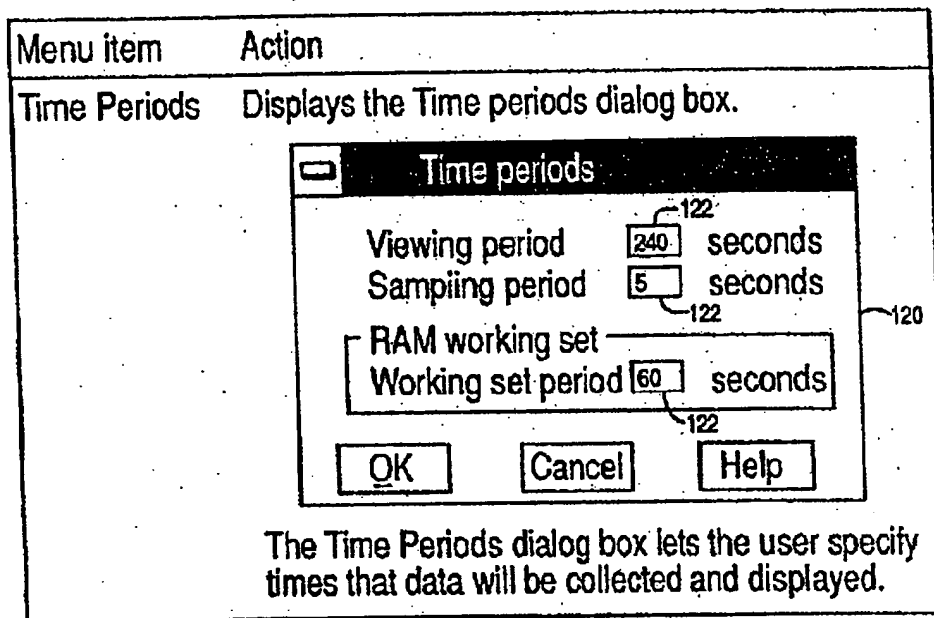 Menu item Action
Time Periods Displays the Time periods dialog box.
Time periods
122
Viewing period 240 seconds
Sampiing period 5 seconds
122
120
RAM working set
Working set period 60 seconds
122
OK Cancel Help
The Time Periods dialog box lets the user specify
times that data will be collected and displayed.